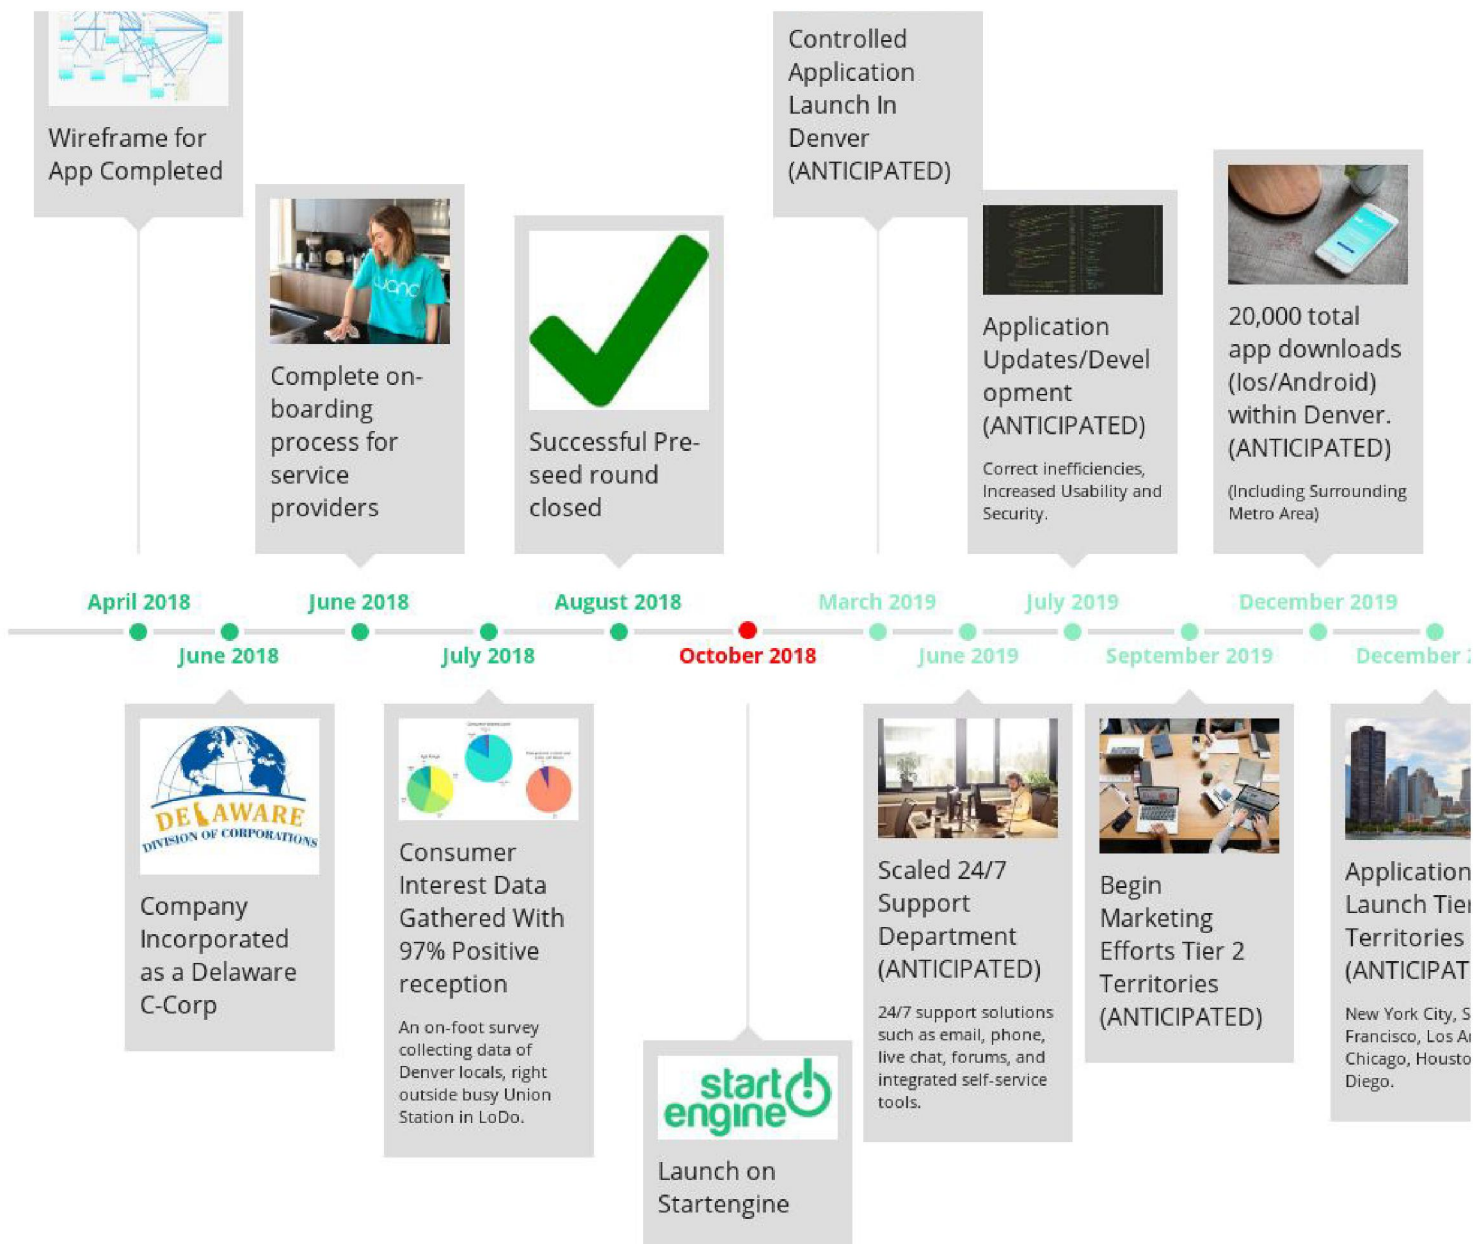 Wireframe for
App Completed
Complete on-
boarding
process for
service
providers
Successful Pre-
seed round
closed
Controlled
Application
Launch In
Denver
(ANTICIPATED)
Application
Updates/Devel
opment
(ANTICIPATED)
Correct inefficiencies,
Increased Usability and
Security.
20,000 total
app downloads
(Ios/Android)
within Denver.
(ANTICIPATED)
(Including Surrounding
Metro Area)
April 2018
June 2018
August 2018
March 2019
July 2019
December 2019
June 2018
July 2018
October 2018
June 2019
September 2019
December
DELAWARE
DIVISION OF CORPORATIONS
Company
Incorporated
as a Delaware
C-Corp
Consumer
Interest Data
Gathered With
97% Positive
reception
An on-foot survey
collecting data of
Denver locals, right
outside busy Union
Station in LoDo.
start
engine
Launch on
Startengine
Scaled 24/7
Support
Department
(ANTICIPATED)
24/7 support solutions
such as email, phone,
live chat, forums, and
integrated self-service
tools.
Begin
Marketing
Efforts Tier 2
Territories
(ANTICIPATED)
Application
Launch Tier
Territories
(ANTICIPAT
New York City, S
Francisco, Los A
Chicago, Housto
Diego.